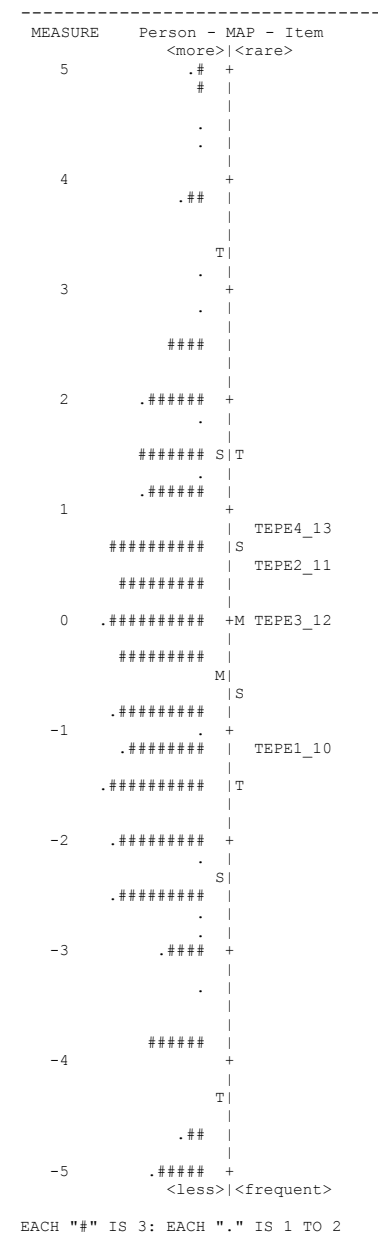 ---------------------------------
MEASURE    Person - MAP - Item
               <more>|<rare>
   5             .#  +
                  #  |
                     |
                  .  |
                  .  |
                     |
   4                 +
                .##  |
                     |
                     |
                    T|
                  .  |
   3                 +
                  .  |
                     |
               ####  |
                     |
                     |
   2        .######  +
                  .  |
                     |
            ####### S|T
                  .  |
            .######  |
   1                 +
                     |  TEPE4_13
         ##########  |S
                     |  TEPE2_11
          #########  |
                     |
   0    .##########  +M TEPE3_12
                     |
          #########  |
                    M|
                     |S
         .#########  |
  -1              .  +
          .########  |  TEPE1_10
                     |
        .##########  |T
                     |
                     |
  -2     .#########  +
                  .  |
                    S|
         .#########  |
                  .  |
                  .  |
  -3          .####  +
                     |
                  .  |
                     |
                     |
             ######  |
  -4                 +
                     |
                    T|
                     |
                .##  |
                     |
  -5         .#####  +
               <less>|<frequent>
EACH "#" IS 3: EACH "." IS 1 TO 2